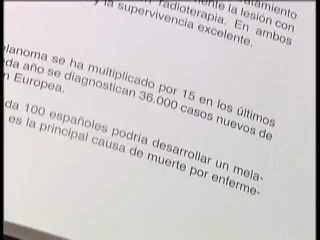 tratamiento
nte la lesión con
radioterapia. En ambos
y la supervivencia excelente.
elanoma se ha multiplicado por 15 en los últimos
da año se diagnostican 36.000 casos nuevos de
n Europea.
da 100 españoles podría desarrollar un mela-
es la principal causa de muerte por enferme-